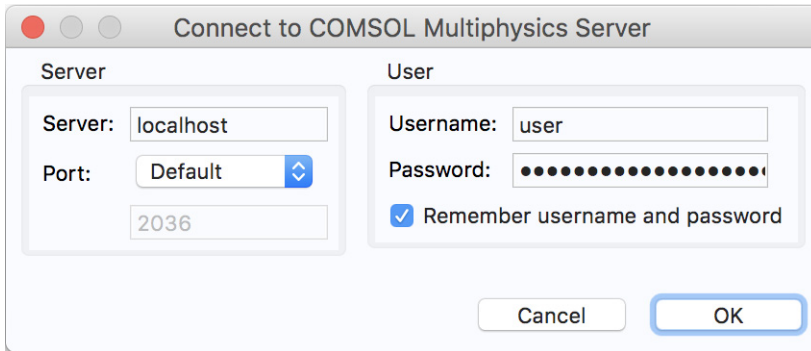 Connect to COMSOL Multiphysics Server
Server
Server: localhost
Port: Default
2036
User
Username: user
Password: ●●●●●●●●●●●●●●●●●●●
Remember username and password
Cancel
OK